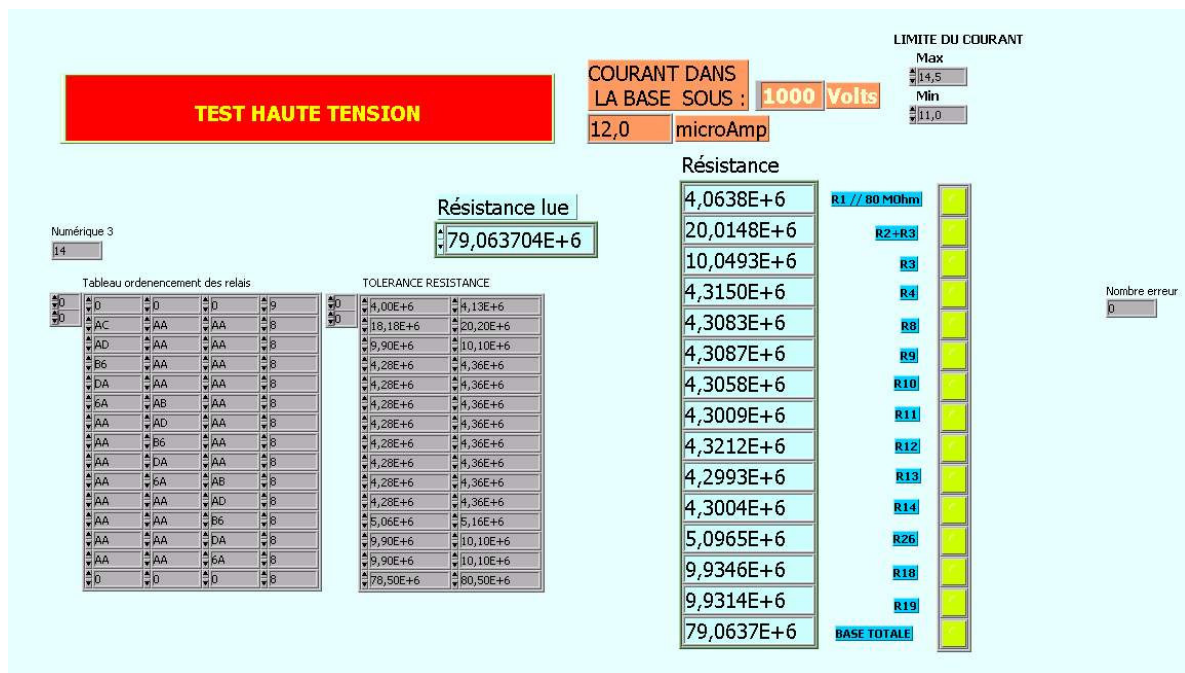 LIMITE DU COURANT
Max
14,5
Min
11,0
COURANT DANS
LA BASE SOUS : 1000 Volts
12,0 microAmp
TEST HAUTE TENSION
Résistance
Résistance lue
79,063704E+6
Numérique 3
14
Nombre erreur
0
Tableau ordenencement des relais
0
0
0 0 0 9
AC AA AA 8
AD AA AA 8
B6 AA AA 8
DA AA AA 8
6A AB AA 8
AA AD AA 8
AA B6 AA 8
AA DA AA 8
AA 6A AB 8
AA AA AD 8
AA AA B6 8
AA AA DA 8
AA AA 6A 8
0 0 0 8
TOLERANCE RESISTANCE
0
0
4,00E+6 4,13E+6
18,18E+6 20,20E+6
9,90E+6 10,10E+6
4,28E+6 4,36E+6
4,28E+6 4,36E+6
4,28E+6 4,36E+6
4,28E+6 4,36E+6
4,28E+6 4,36E+6
4,28E+6 4,36E+6
4,28E+6 4,36E+6
4,28E+6 4,36E+6
5,06E+6 5,16E+6
9,90E+6 10,10E+6
9,90E+6 10,10E+6
78,50E+6 80,50E+6
4,0638E+6 R1 // 80 MOhm
20,0148E+6 R2+R3
10,0493E+6 R3
4,3150E+6 R4
4,3083E+6 R8
4,3087E+6 R9
4,3058E+6 R10
4,3009E+6 R11
4,3212E+6 R12
4,2993E+6 R13
4,3004E+6 R14
5,0965E+6 R26
9,9346E+6 R18
9,9314E+6 R19
79,0637E+6 BASE TOTALE